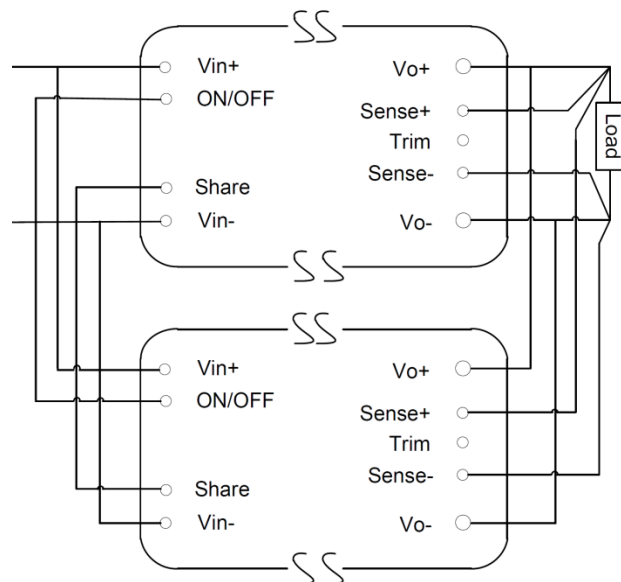 Vin+
ON/OFF
Share
Vin-
Vo+
Sense+
Trim
Sense-
Vo-
Load
Vin+
ON/OFF
Share
Vin-
Vo+
Sense+
Trim
Sense-
Vo-